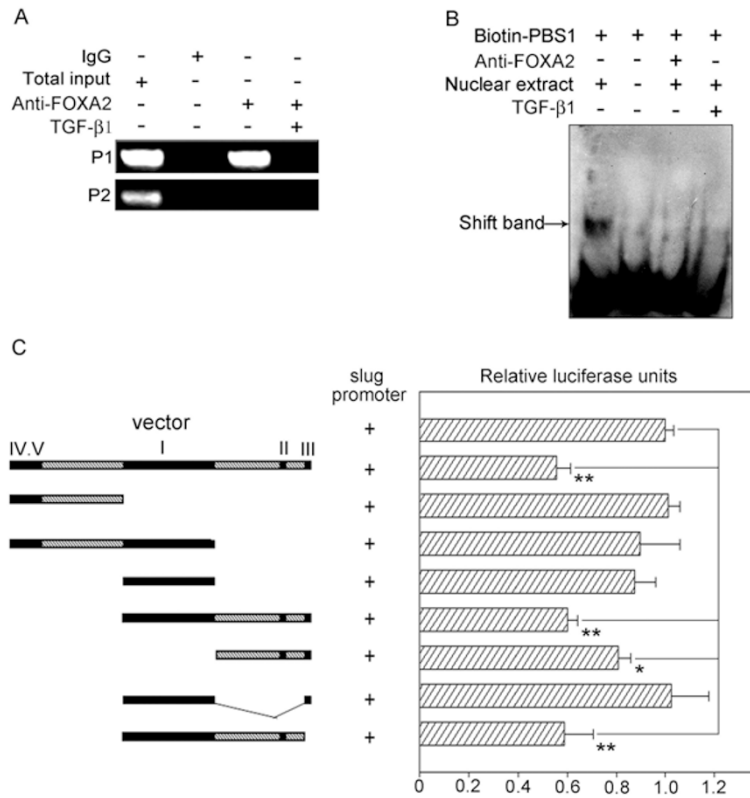 A
IgG - + - -
Total input + - - -
Anti-FOXA2 - - + +
TGF-β1 - - - +
P1
P2
B
Biotin-PBS1 + + + +
Anti-FOXA2 - - + -
Nuclear extract + - + +
TGF-β1 - - - +
Shift band
C
slug promoter
Relative luciferase units
vector
IV.V I II III
+
+
**
+
+
+
+
**
+
*
+
+
**
0 0.2 0.4 0.6 0.8 1.0 1.2